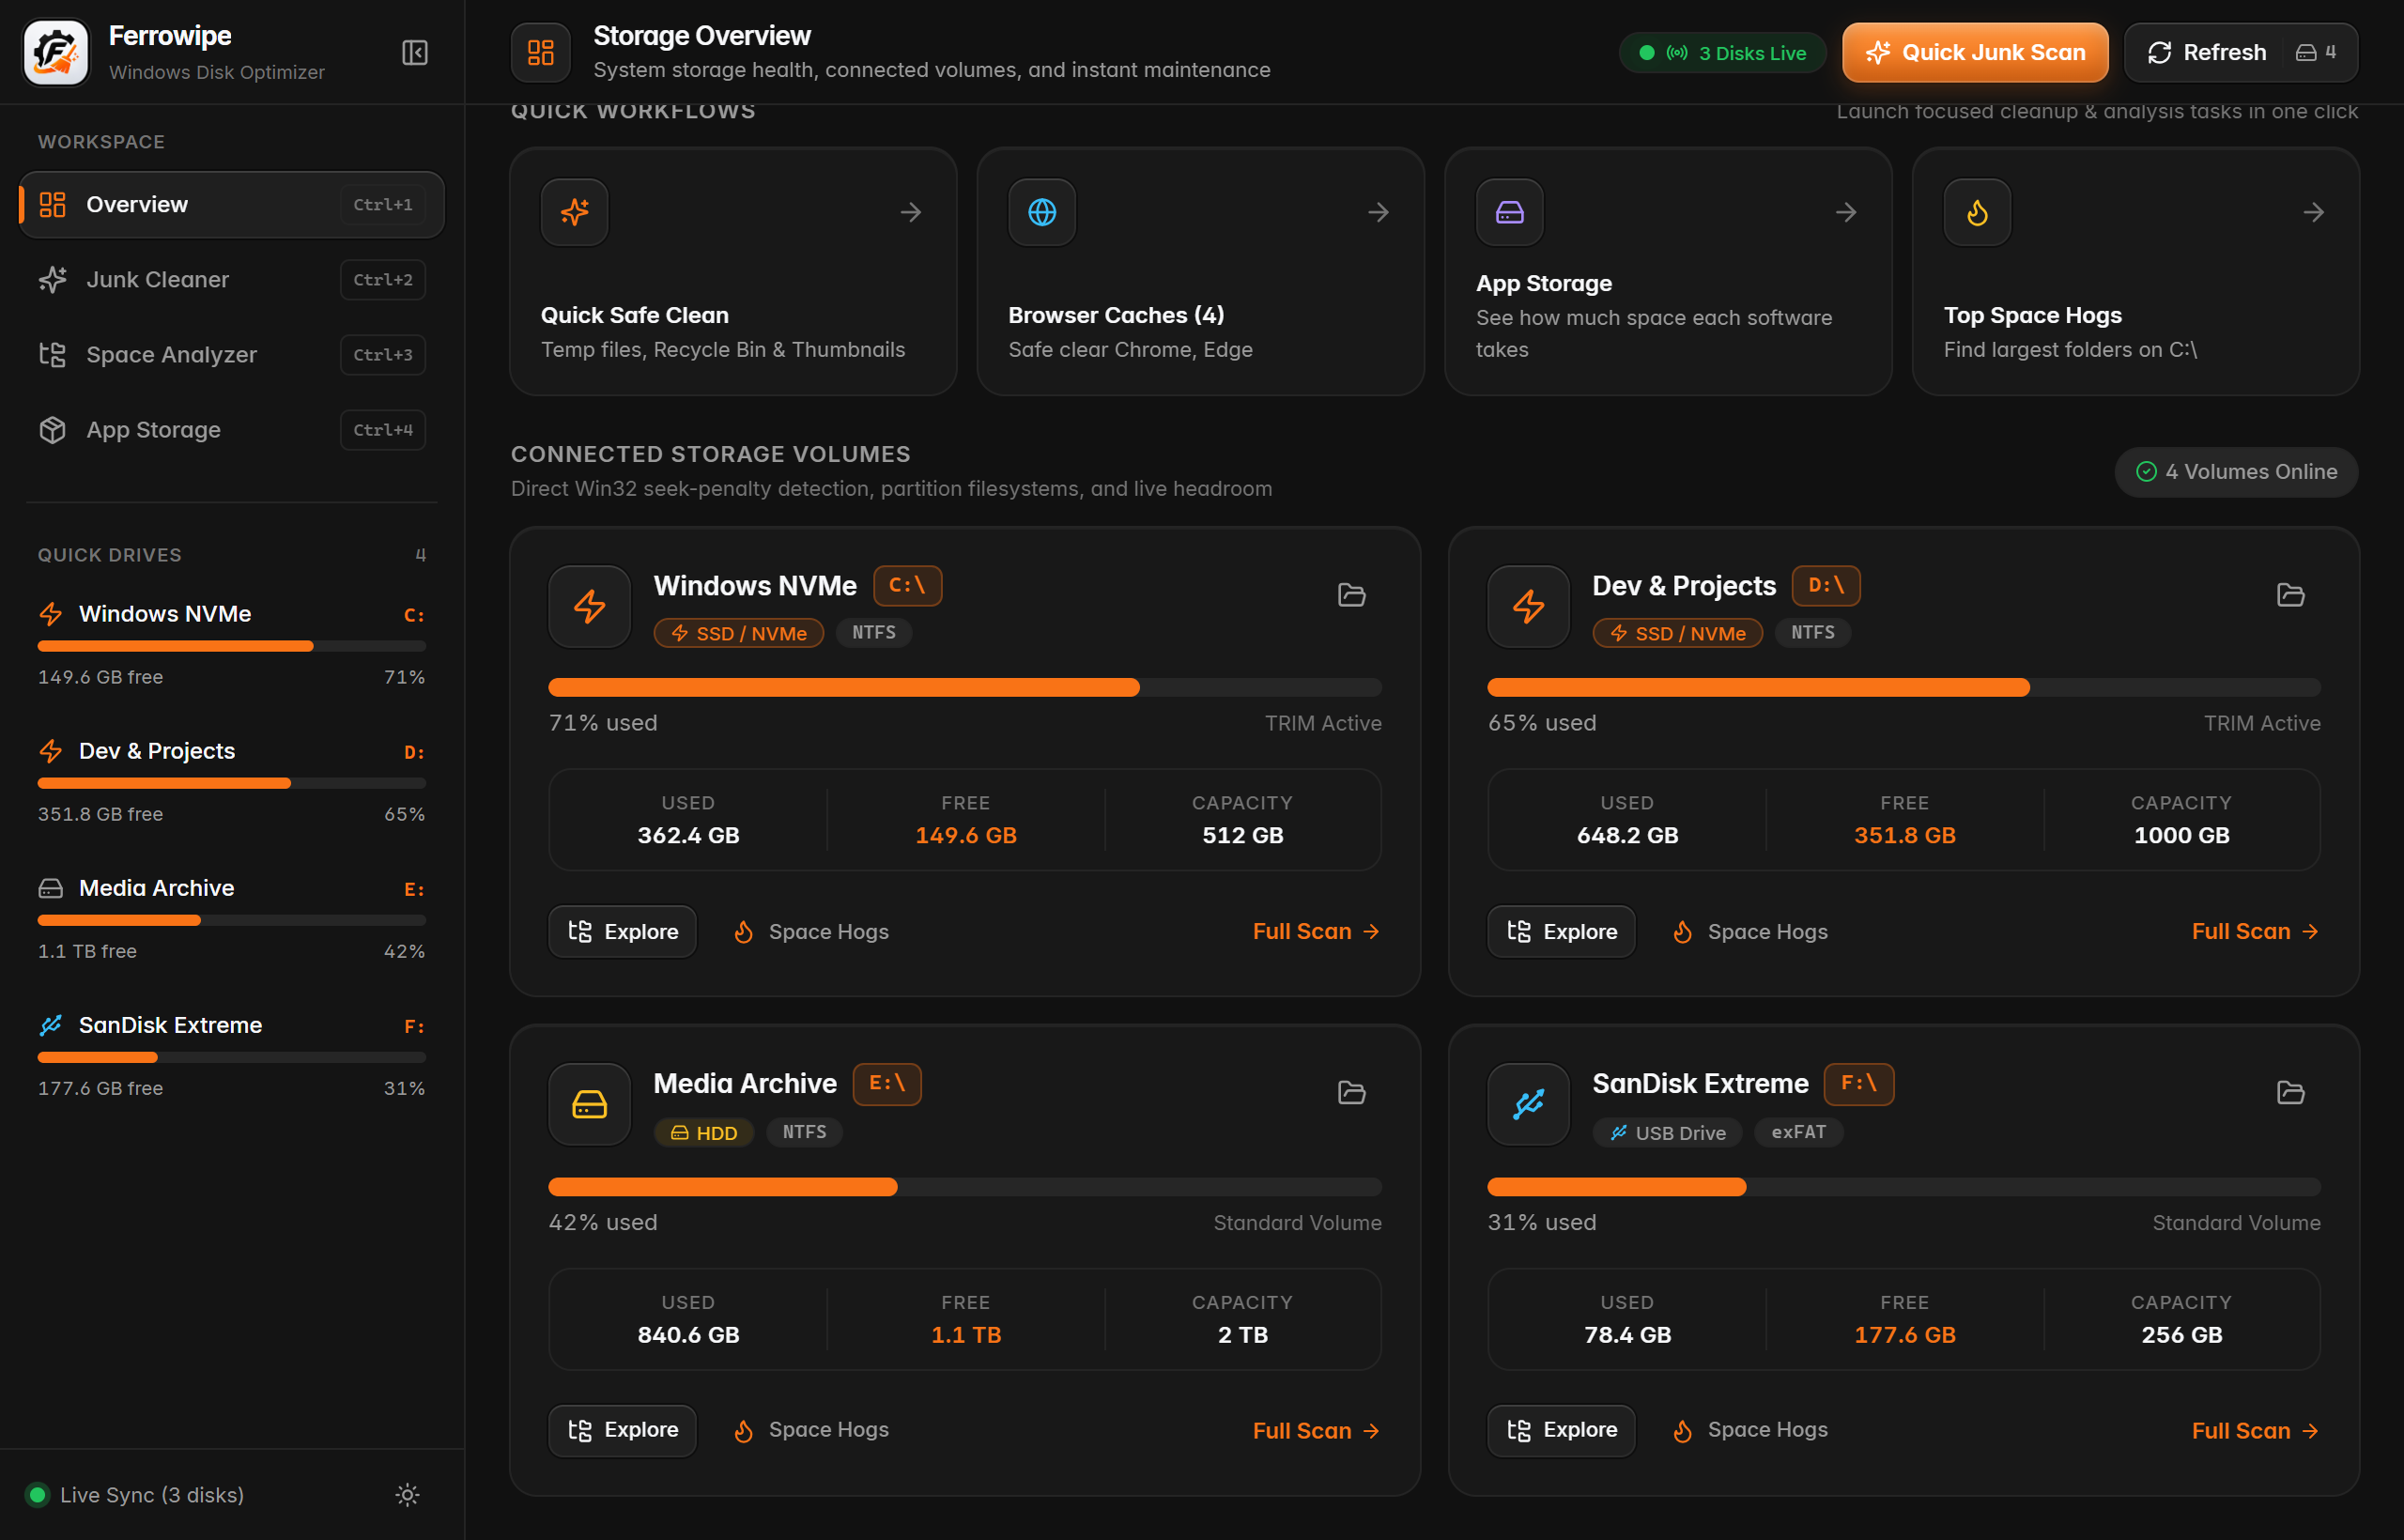 Ferrowipe
Windows Disk Optimizer
WORKSPACE
Overview Ctrl+1
Junk Cleaner Ctrl+2
Space Analyzer Ctrl+3
App Storage Ctrl+4
QUICK DRIVES 4
Windows NVMe C:
149.6 GB free 71%
Dev & Projects D:
351.8 GB free 65%
Media Archive E:
1.1 TB free 42%
SanDisk Extreme F:
177.6 GB free 31%
Live Sync (3 disks)
Storage Overview
System storage health, connected volumes, and instant maintenance
3 Disks Live
Quick Junk Scan
Refresh 4
QUICK WORKFLOWS
Launch focused cleanup & analysis tasks in one click
Quick Safe Clean
Temp files, Recycle Bin & Thumbnails
Browser Caches (4)
Safe clear Chrome, Edge
App Storage
See how much space each software
takes
Top Space Hogs
Find largest folders on C:\
CONNECTED STORAGE VOLUMES
Direct Win32 seek-penalty detection, partition filesystems, and live headroom
4 Volumes Online
Windows NVMe C:\
SSD / NVMe NTFS
71% used TRIM Active
USED FREE CAPACITY
362.4 GB 149.6 GB 512 GB
Explore Space Hogs Full Scan
Dev & Projects D:\
SSD / NVMe NTFS
65% used TRIM Active
USED FREE CAPACITY
648.2 GB 351.8 GB 1000 GB
Explore Space Hogs Full Scan
Media Archive E:\
HDD NTFS
42% used Standard Volume
USED FREE CAPACITY
840.6 GB 1.1 TB 2 TB
Explore Space Hogs Full Scan
SanDisk Extreme F:\
USB Drive exFAT
31% used Standard Volume
USED FREE CAPACITY
78.4 GB 177.6 GB 256 GB
Explore Space Hogs Full Scan